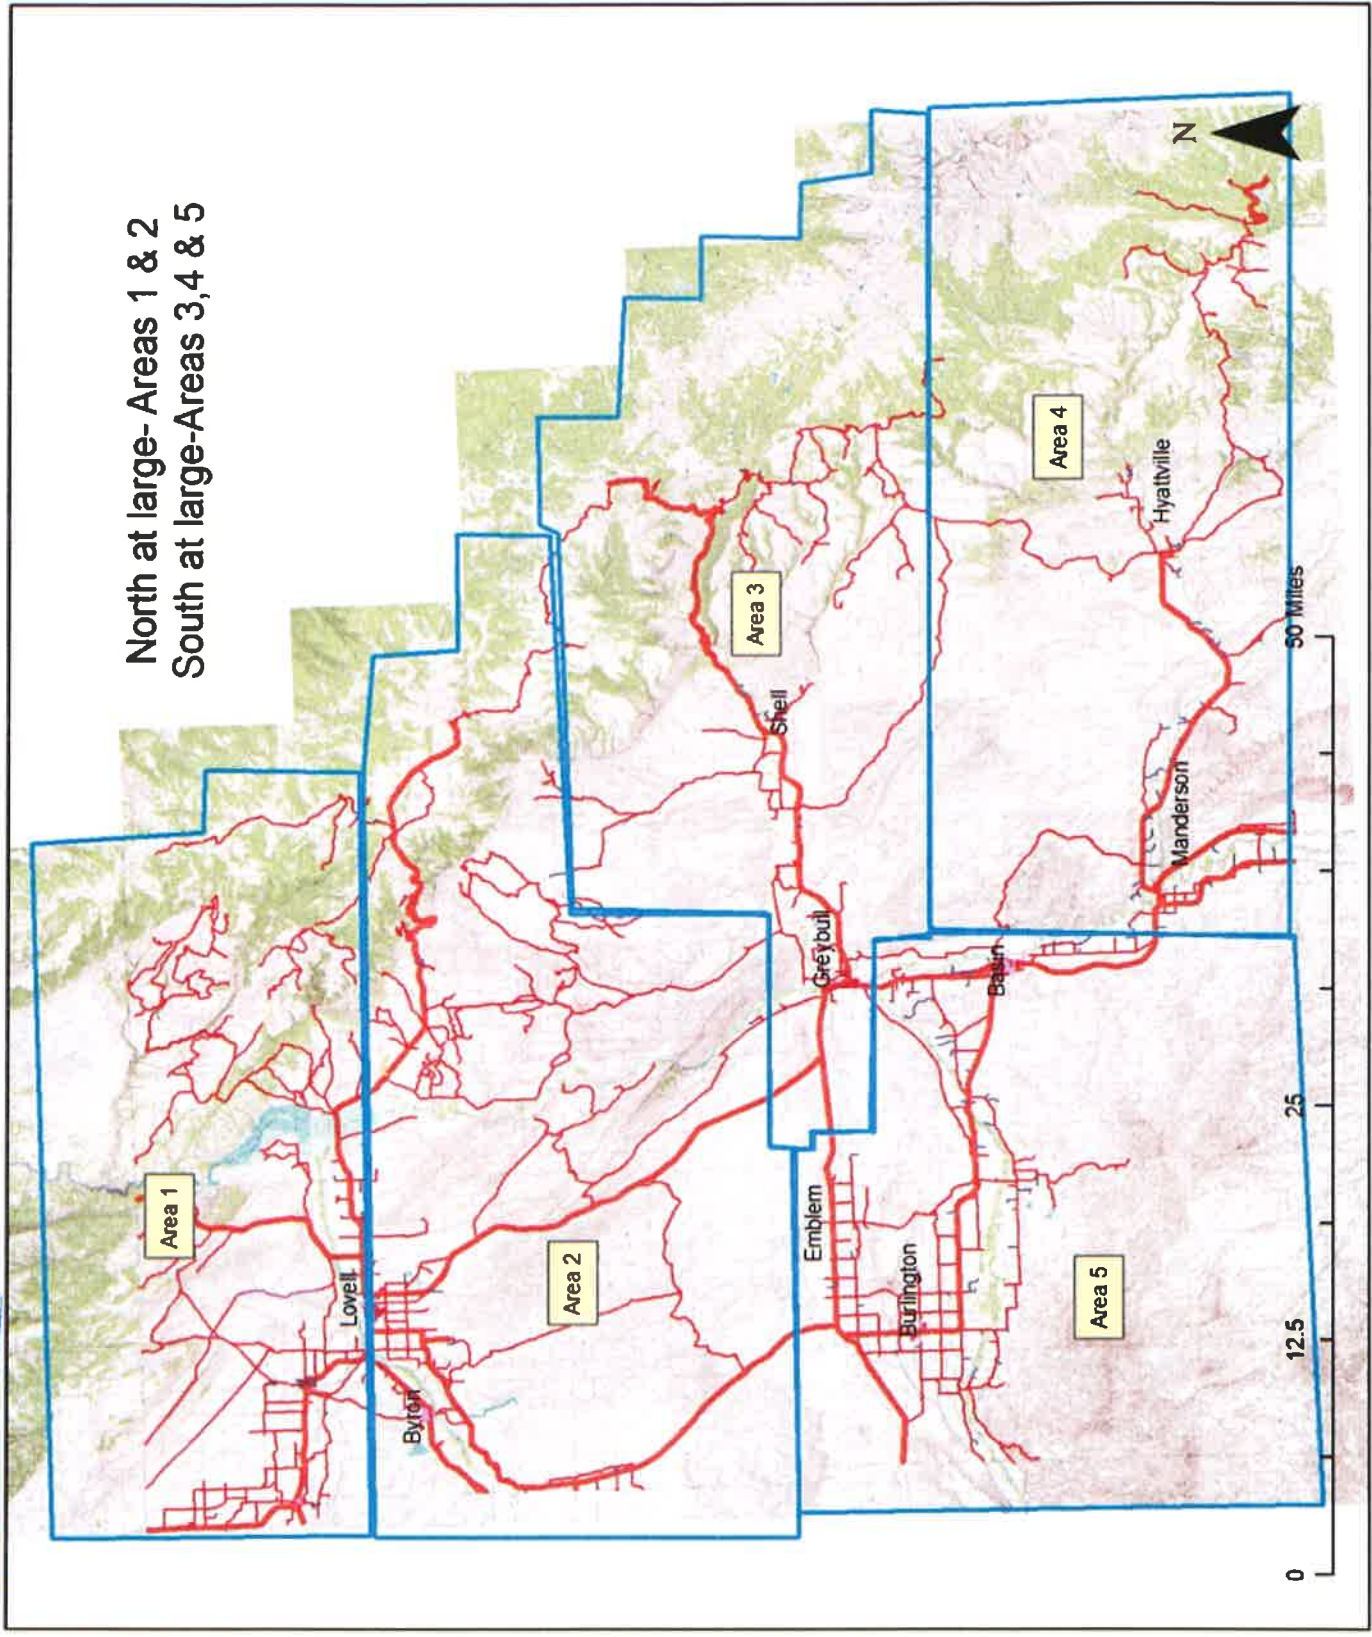 North at large- Areas 1 & 2
South at large-Areas 3,4 & 5
Area 1
Lovell
Byron
Area 2
Area 3
Shell
Greybull
Emblem
Burlington
Basin
Area 4
Hyattville
Manderson
Area 5
N
0
12.5
25
50 Miles